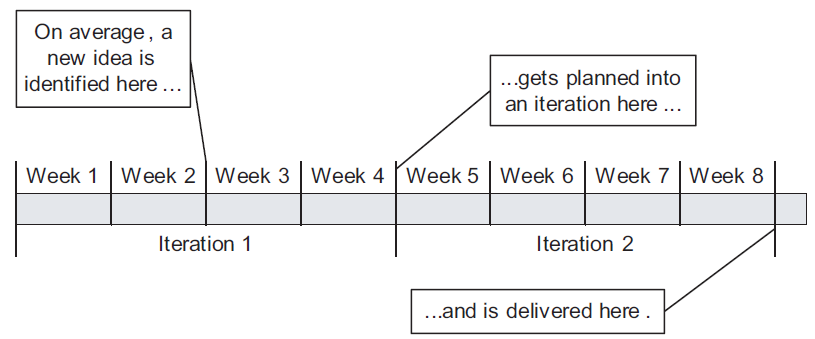 On average, a
new idea is
identified here ...
...gets planned into
an iteration here ...
Week 1 Week 2 Week 3 Week 4 Week 5 Week 6 Week 7 Week 8
Iteration 1 Iteration 2
...and is delivered here .